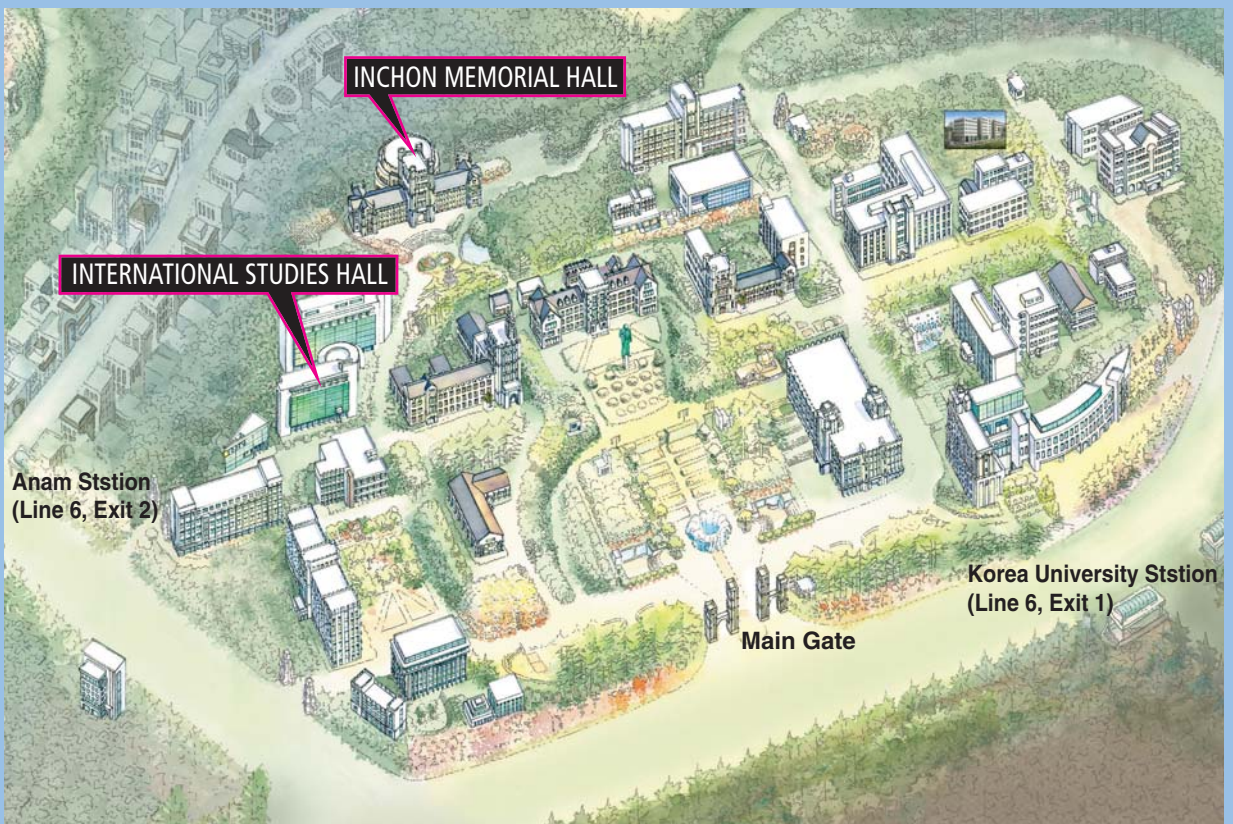 INCHON MEMORIAL HALL
INTERNATIONAL STUDIES HALL
Anam Ststion
(Line 6, Exit 2)
Korea University Ststion
(Line 6, Exit 1)
Main Gate